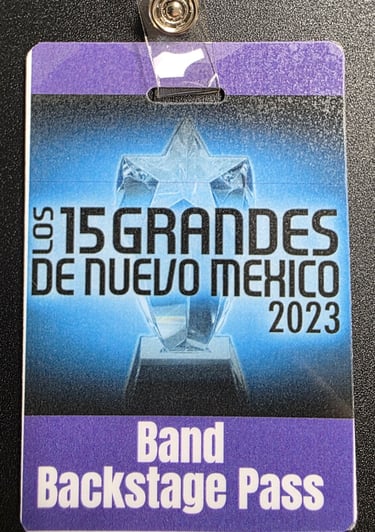 LOS 15 GRANDES
DE NUEVO MEXICO
2023
Band
Backstage Pass